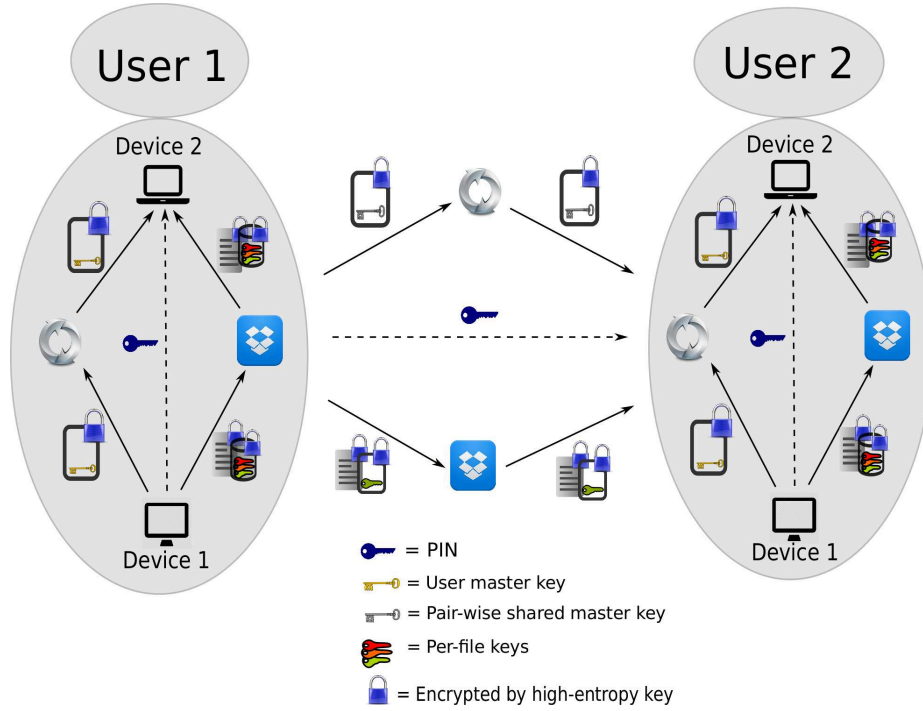 User 1
User 2
Device 2
Device 2
Device 1
Device 1
= PIN
= User master key
= Pair-wise shared master key
= Per-file keys
= Encrypted by high-entropy key